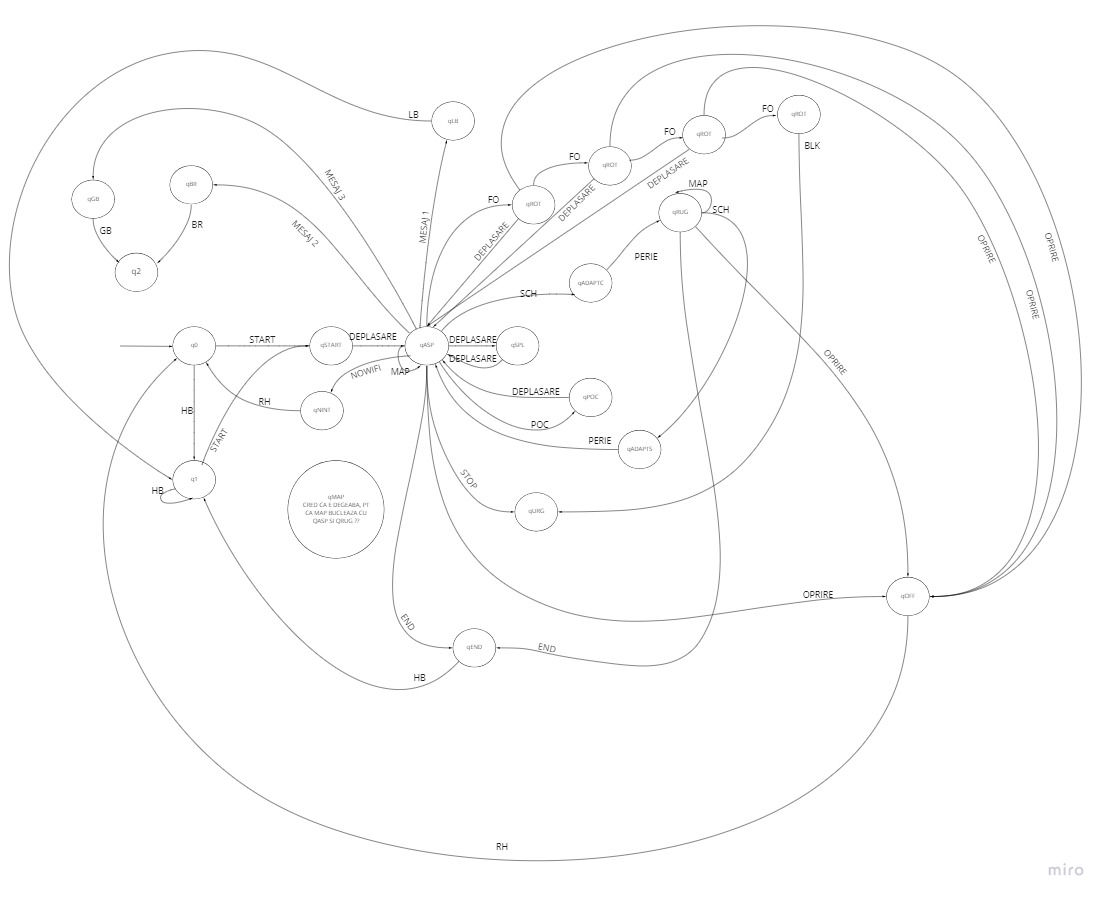 LB
qLB
FO
qROT
BLK
FO
qROT
FO
qROT
FO
qROT
MESAJ 3
MESAJ 2
MESAJ 1
DEPLASARE
DEPLASARE
DEPLASARE
MAP
SCH
qRUG
OPRIRE
OPRIRE
OPRIRE
qGB
qBR
GB
BR
q2
PERIE
qADAPTC
SCH
q0
START
qSTART
DEPLASARE
qASP
DEPLASARE
DEPLASARE
qSPL
MAP
NOWIFI
OPRIRE
HB
RH
qNINT
DEPLASARE
qPOC
POC
START
PERIE
qADAPTS
HB
q1
STOP
qURG
qMAP
CRED CA E DEGEABA, PT
CA MAP BUCLEAZA CU
QASP SI QRUG ??
OPRIRE
qOFF
END
qEND
END
HB
RH
miro